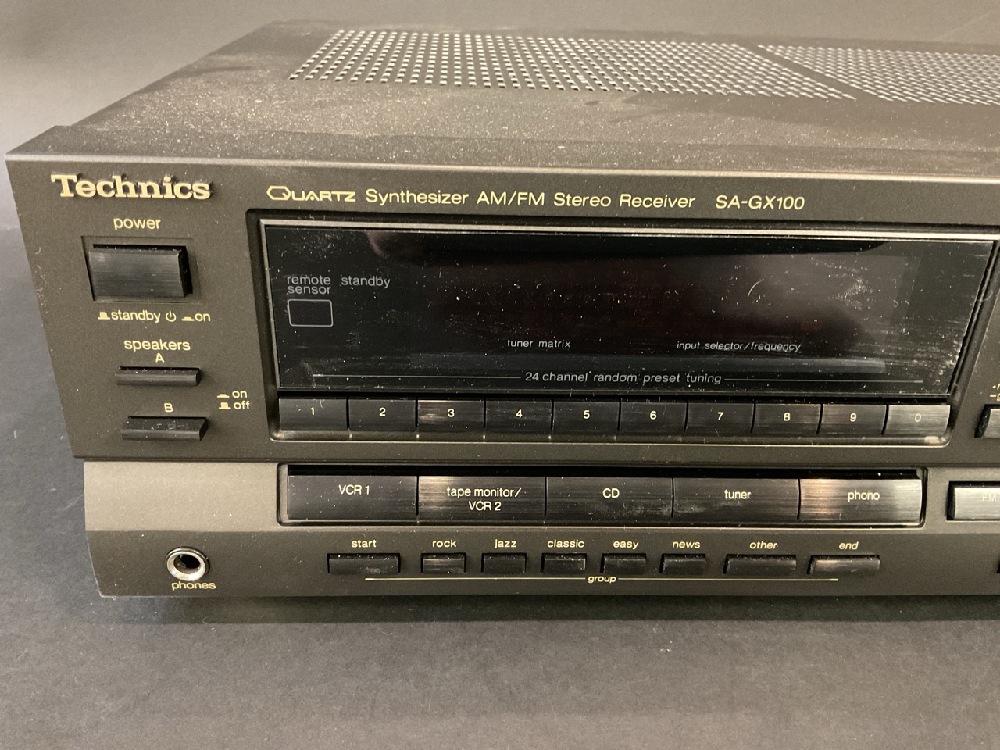 Technics
QUARTZ Synthesizer AM/FM Stereo Receiver SA-GX100
power
standby on
speakers
A
B
on
off
remote standby
sensor
tuner matrix
input selector/frequency
24 channel random preset tuning
1 2 3 4 5 6 7 8 9 0
VCR 1
tape monitor/
VCR 2
CD
tuner
phono
FM
start rock jazz classic easy news other end
group
phones